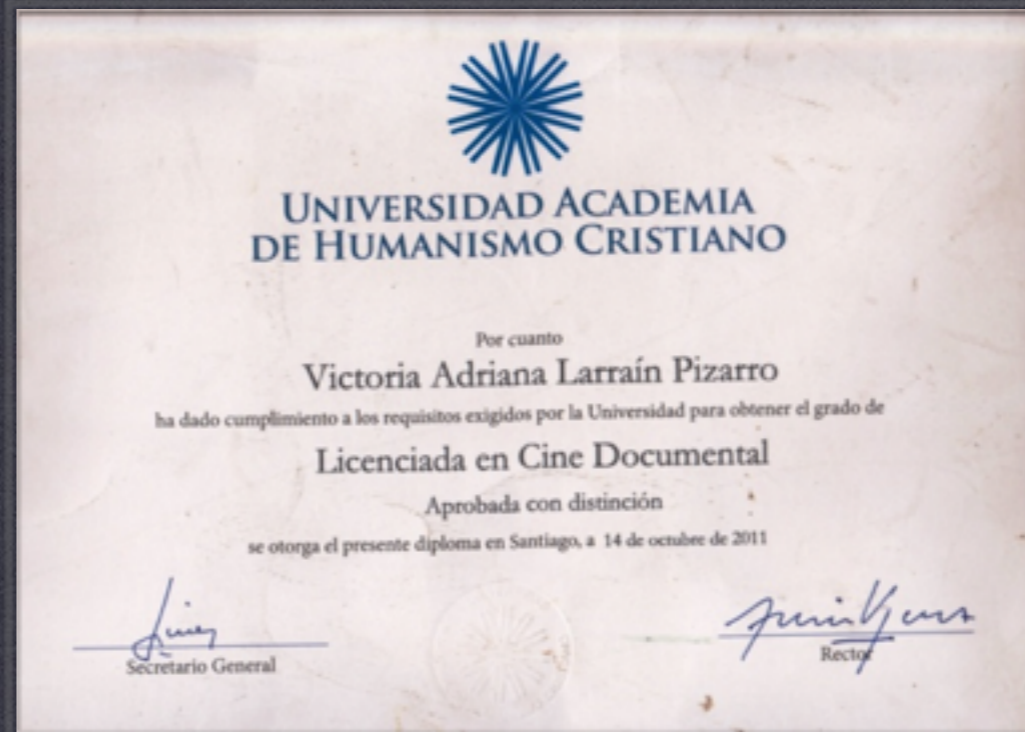 UNIVERSIDAD ACADEMIA
DE HUMANISMO CRISTIANO
Por cuanto
Victoria Adriana Larraín Pizarro
ha dado cumplimiento a los requisitos exigidos por la Universidad para obtener el grado de
Licenciada en Cine Documental
Aprobada con distinción
se otorga el presente diploma en Santiago, a 14 de octubre de 2011
Secretario General
Rector